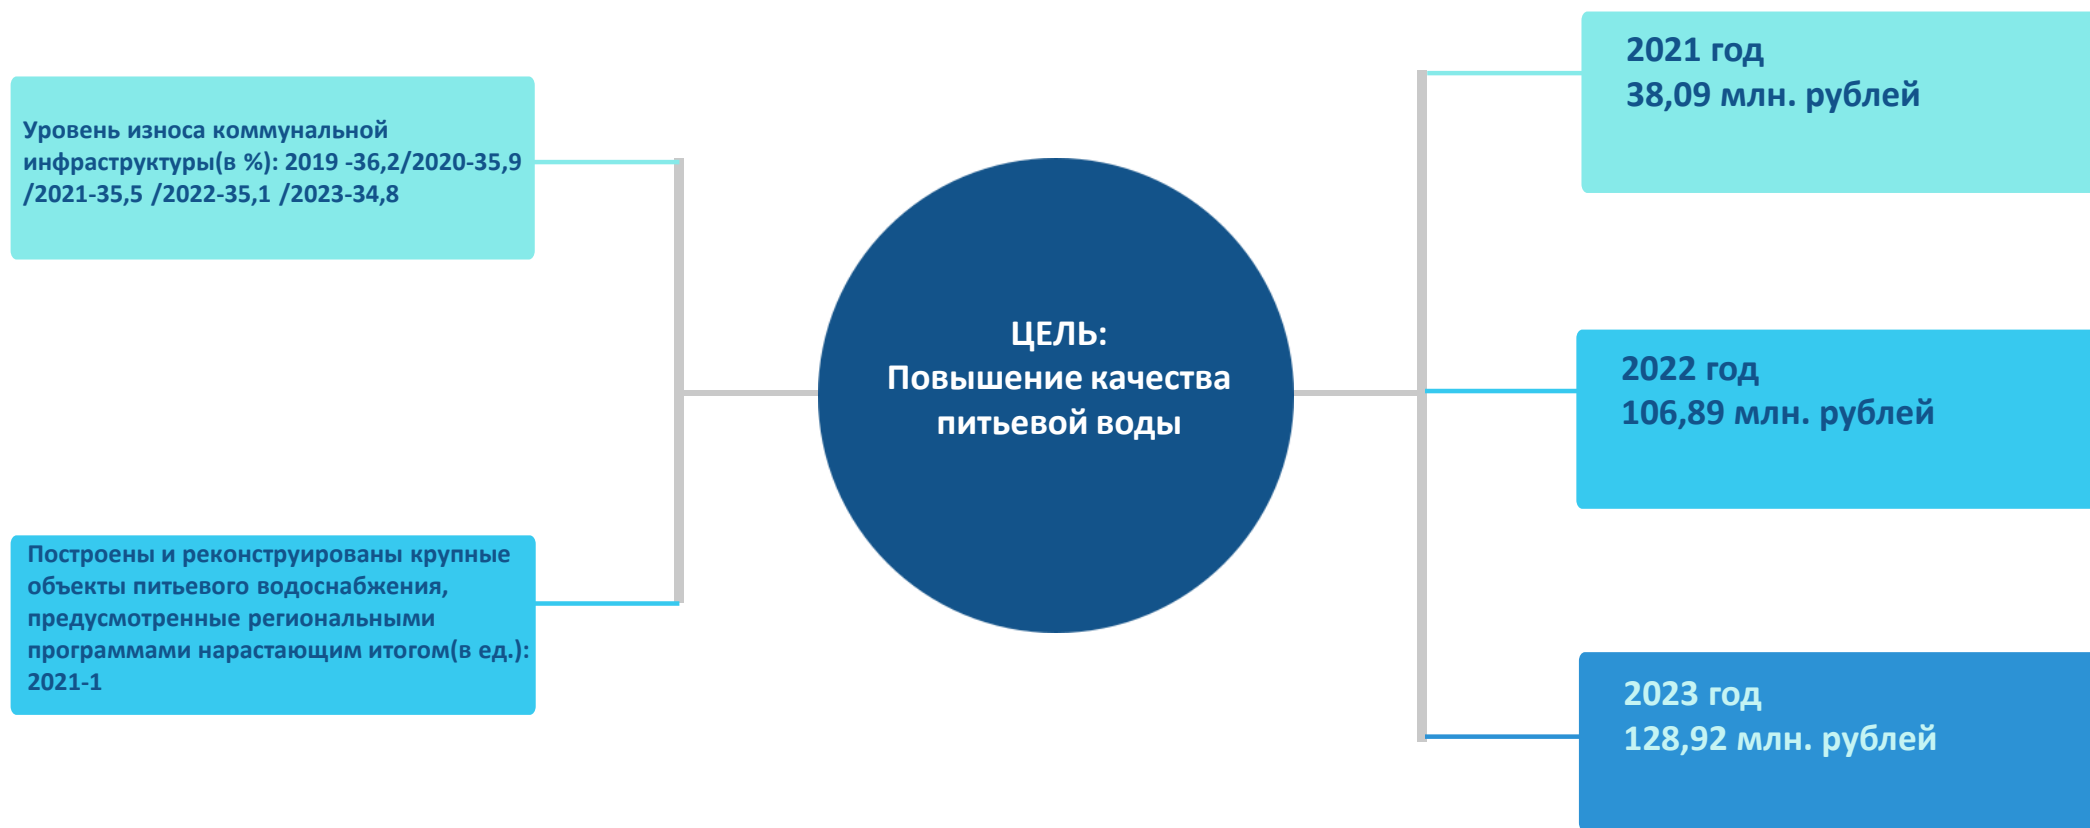 Уровень износа коммунальной
инфраструктуры(в %): 2019 -36,2/2020-35,9
/2021-35,5 /2022-35,1 /2023-34,8
Построены и реконструированы крупные
объекты питьевого водоснабжения,
предусмотренные региональными
программами нарастающим итогом(в ед.):
2021-1
ЦЕЛЬ:
Повышение качества
питьевой воды
2021 год
38,09 млн. рублей
2022 год
106,89 млн. рублей
2023 год
128,92 млн. рублей